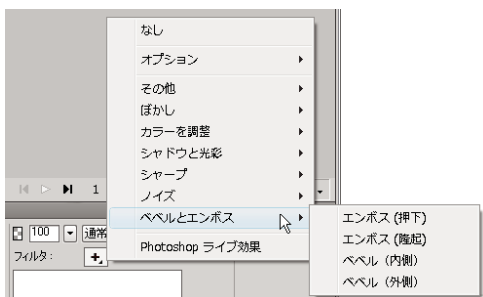 なし
オプション
その他
ぼかし
カラーを調整
シャドウと光彩
シャープ
ノイズ
ベベルとエンボス
Photoshop ライブ効果
エンボス (押下)
エンボス (隆起)
ベベル (内側)
ベベル (外側)
1
100 通常
フィルタ :